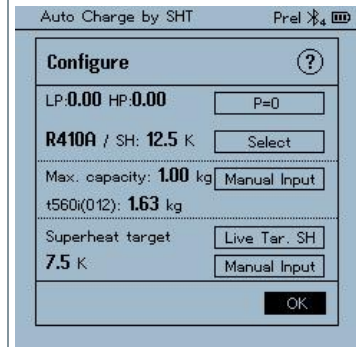 Auto Charge by SHT Prel 4
Configure ?
LP:0.00 HP:0.00 P=0
R410A / SH: 12.5 K Select
Max. capacity: 1.00 kg Manual Input
t560i(012): 1.63 kg
Superheat target Live Tar. SH
7.5 K Manual Input
OK